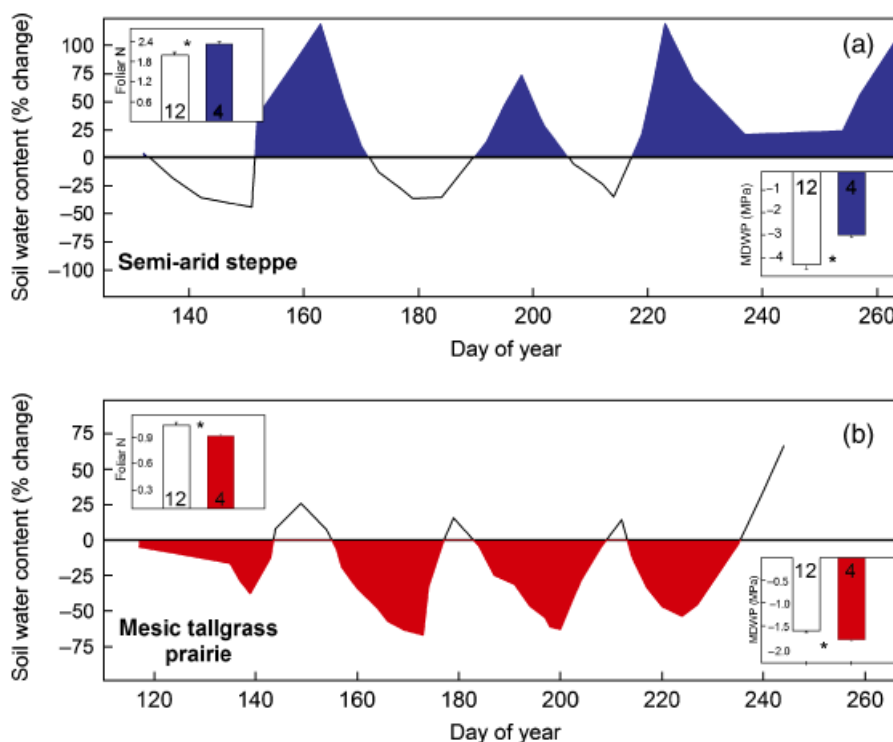 (a)
Soil water content (% change)
100
75
50
25
0
−25
−50
−75
−100
Foliar N
2.4
1.8
1.2
0.6
*
12
4
MDWP (MPa)
−1
−2
−3
−4
12
4
*
Semi-arid steppe
140 160 180 200 220 240 260
Day of year
(b)
Soil water content (% change)
75
50
25
0
−25
−50
−75
Foliar N
0.9
0.6
0.3
*
12
4
MDWP (MPa)
−0.5
−1.0
−1.5
−2.0
12
4
*
Mesic tallgrass
prairie
120 140 160 180 200 220 240 260
Day of year